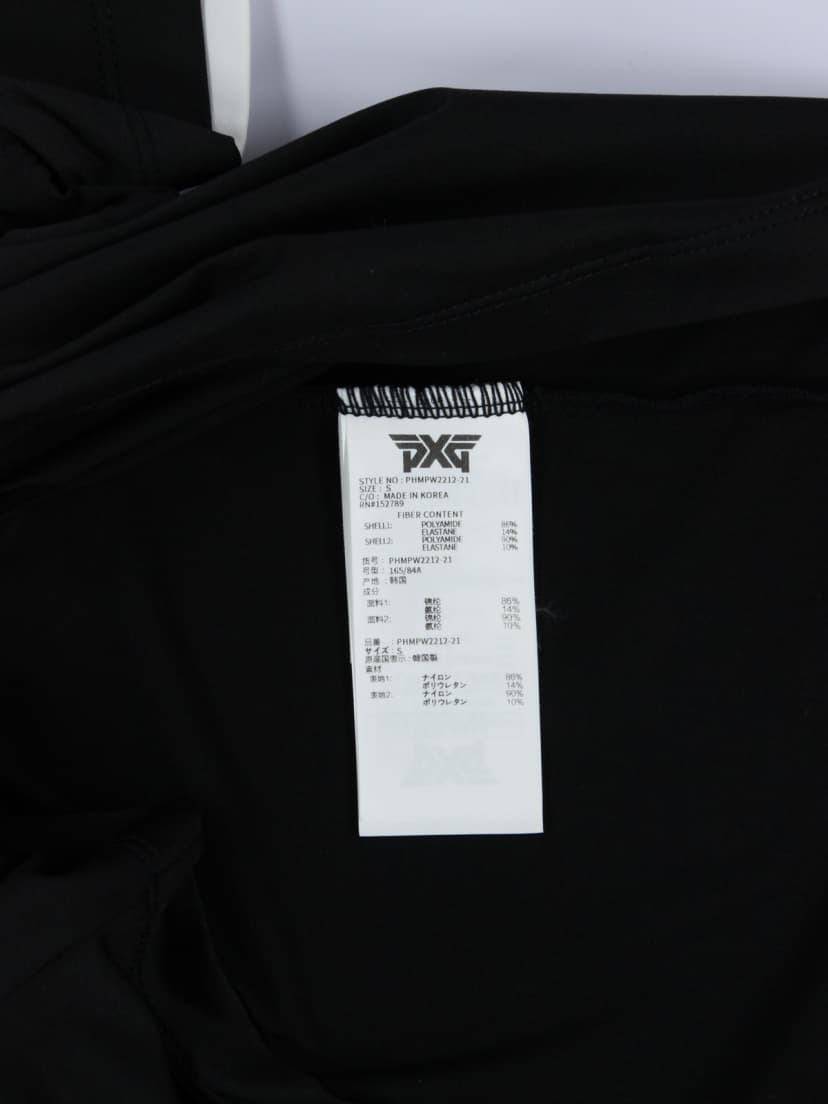 PXG
STYLE NO : PHMPW2212-21
SIZE : S
C/O : MADE IN KOREA
RN#152789
FIBER CONTENT
SHELL1: POLYAMIDE 86%
ELASTANE 14%
SHELL2: POLYAMIDE 90%
ELASTANE 10%
货号 : PHMPW2212-21
号型 : 165/84A
产地 : 韩国
成分
面料1: 锦纶 86%
氨纶 14%
面料2: 锦纶 90%
氨纶 10%
品番 : PHMPW2212-21
サイズ : S
原産国表示 : 韓国製
素材
表地1: ナイロン 86%
ポリウレタン 14%
表地2: ナイロン 90%
ポリウレタン 10%